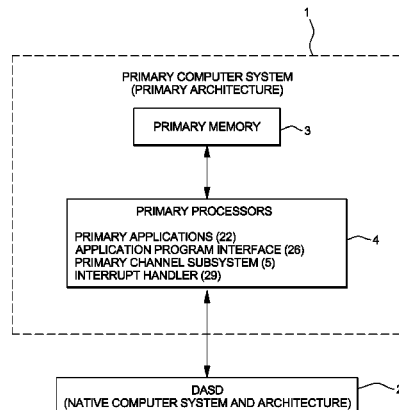 1
PRIMARY COMPUTER SYSTEM
(PRIMARY ARCHITECTURE)
PRIMARY MEMORY
3
PRIMARY PROCESSORS
PRIMARY APPLICATIONS (22)
APPLICATION PROGRAM INTERFACE (26)
PRIMARY CHANNEL SUBSYSTEM (5)
INTERRUPT HANDLER (29)
4
DASD
(NATIVE COMPUTER SYSTEM AND ARCHITECTURE)
2